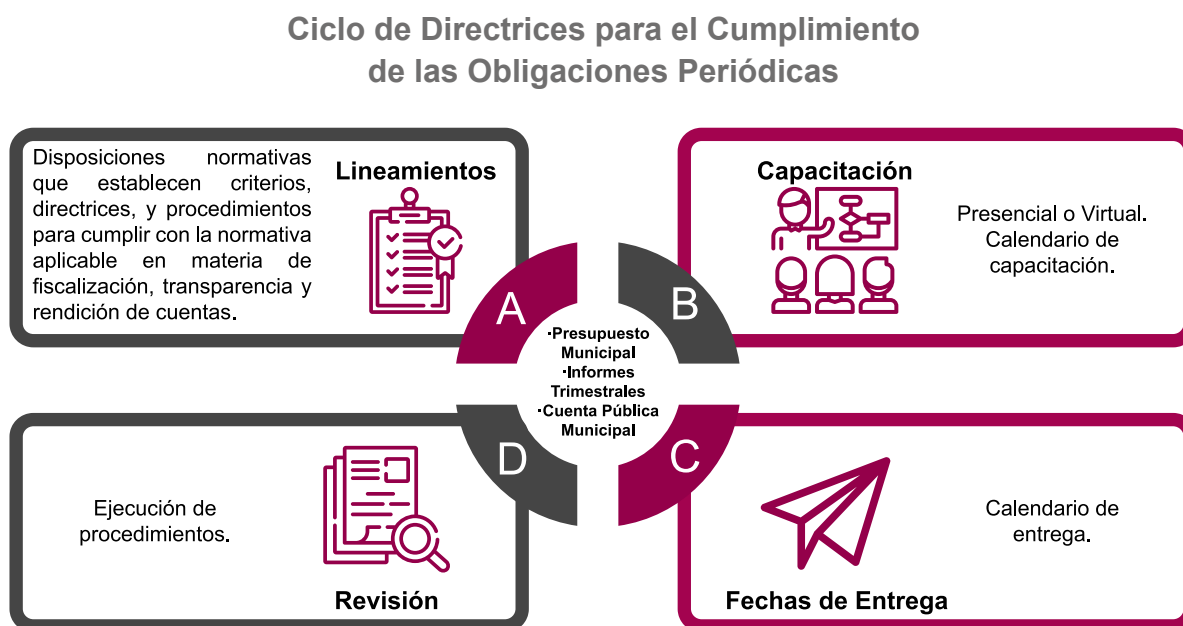 Ciclo de Directrices para el Cumplimiento
de las Obligaciones Periódicas
Disposiciones normativas
que establecen criterios,
directrices, y procedimientos
para cumplir con la normativa
aplicable en materia de
fiscalización, transparencia y
rendición de cuentas.
Lineamientos
A
Capacitación
Presencial o Virtual.
Calendario de
capacitación.
B
·Presupuesto
Municipal
·Informes
Trimestrales
·Cuenta Pública
Municipal
D
Ejecución de
procedimientos.
Revisión
C
Calendario de
entrega.
Fechas de Entrega